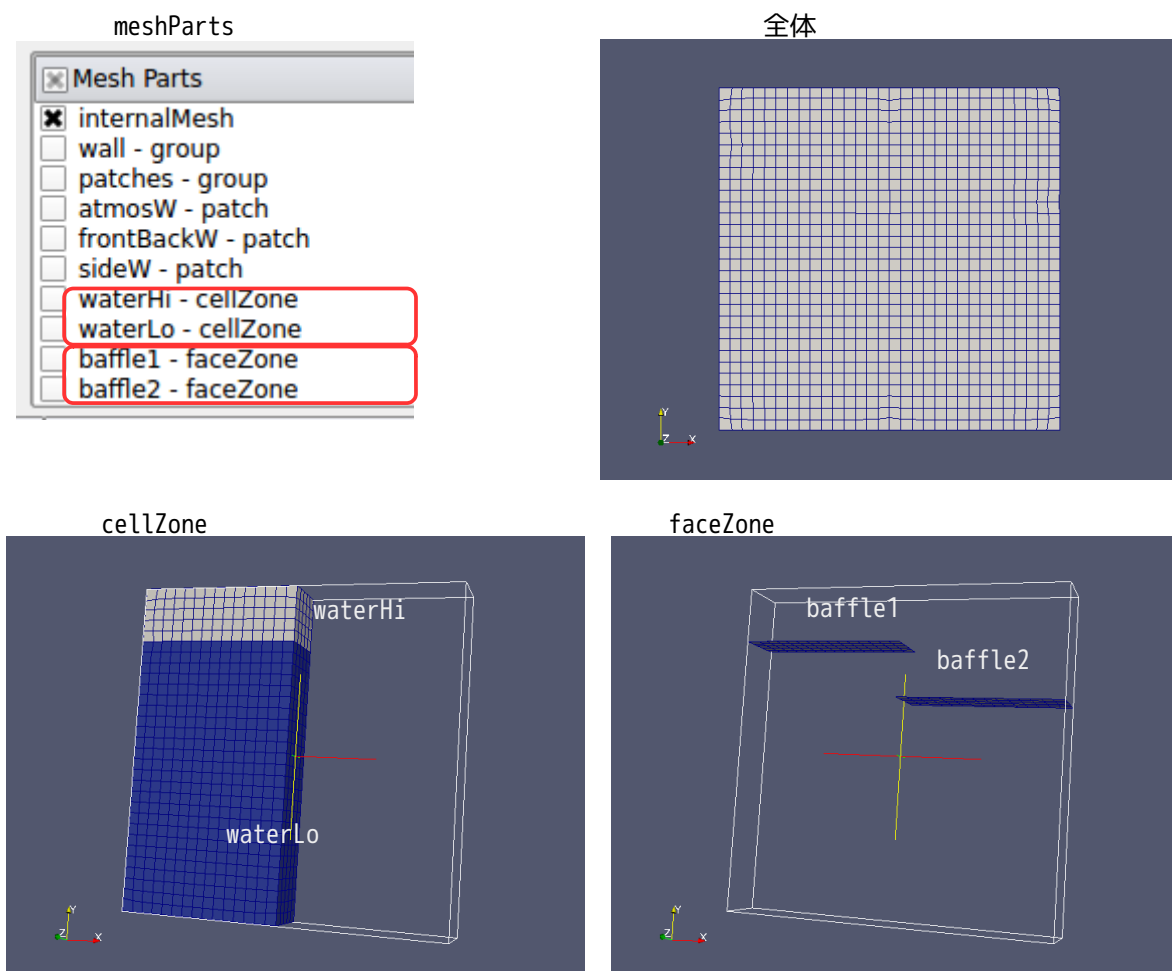 meshParts
全体
Mesh Parts
internalMesh
wall - group
patches - group
atmosW - patch
frontBackW - patch
sideW - patch
waterHi - cellZone
waterLo - cellZone
baffle1 - faceZone
baffle2 - faceZone
Y
Z X
cellZone
faceZone
waterHi
waterLo
Y
Z X
baffle1
baffle2
Y
Z X